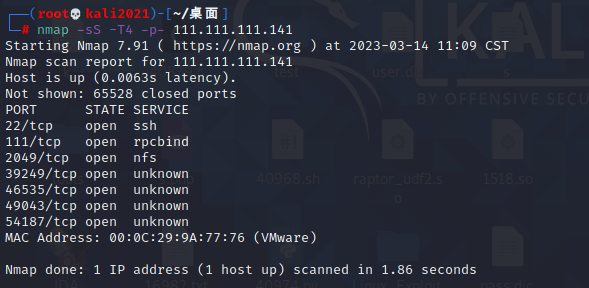 ┌──(root💀kali2021)-[~/桌面]
└─# nmap -sS -T4 -p- 111.111.111.141
Starting Nmap 7.91 ( https://nmap.org ) at 2023-03-14 11:09 CST
Nmap scan report for 111.111.111.141
Host is up (0.0063s latency).
Not shown: 65528 closed ports
PORT      STATE SERVICE
22/tcp    open  ssh
111/tcp   open  rpcbind
2049/tcp  open  nfs
39249/tcp open  unknown
46535/tcp open  unknown
49043/tcp open  unknown
54187/tcp open  unknown
MAC Address: 00:0C:29:9A:77:76 (VMware)
Nmap done: 1 IP address (1 host up) scanned in 1.86 seconds
test
user.d
BY OFFENSIVE SEC
40968.sh
raptor_udf2.s
o
1518.so
IDA